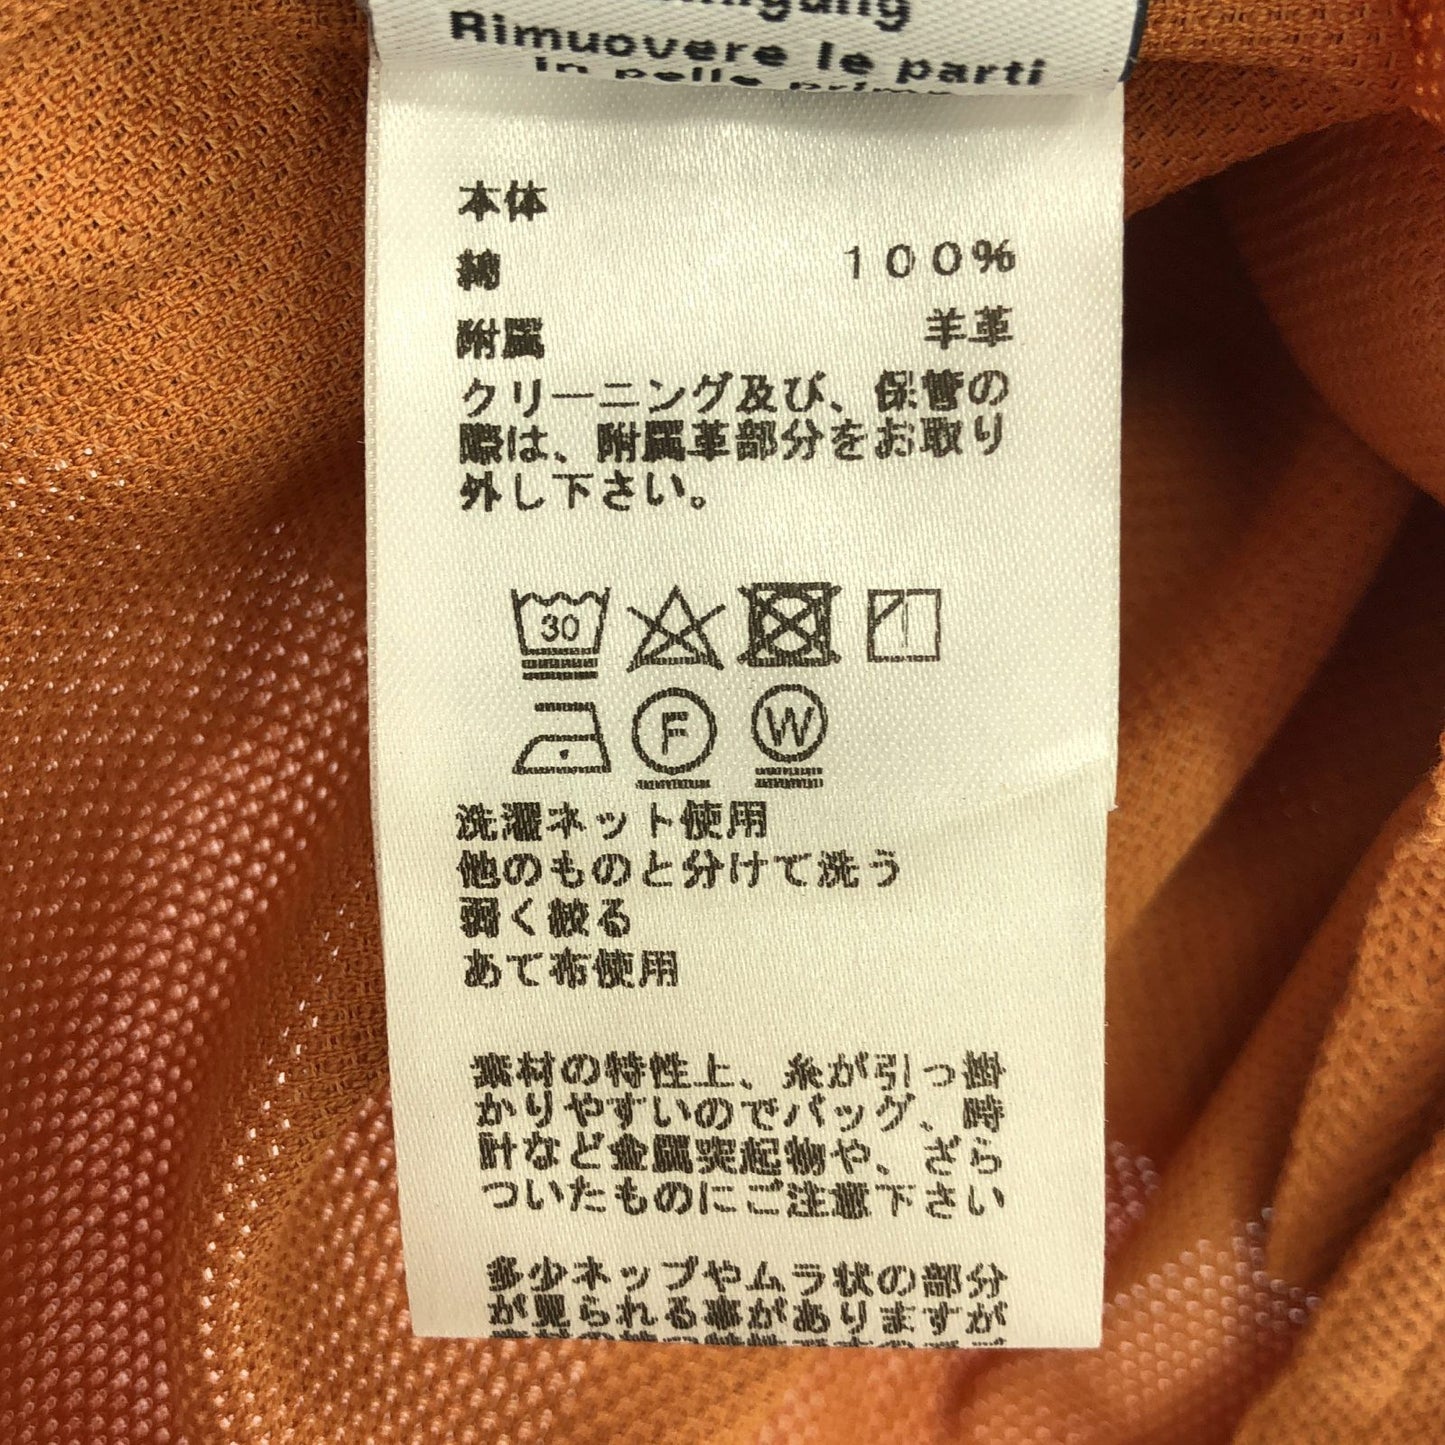 Rimuovere le parti
in pelle prima
本体
綿 100%
附属 羊革
クリーニング及び、保管の
際は、附属革部分をお取り
外し下さい。
30
F W
洗濯ネット使用
他のものと分けて洗う
弱く絞る
あて布使用
素材の特性上、糸が引っ掛
かりやすいのでバッグ、時
計など金属突起物や、ざら
ついたものにご注意下さい
多少ネップやムラ状の部分
が見られる事がありますが